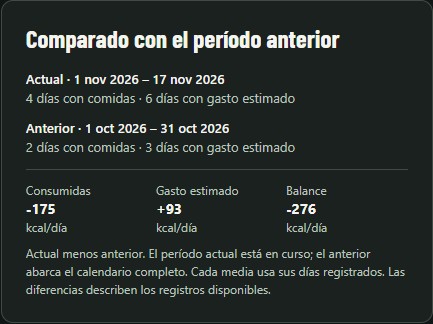 Comparado con el período anterior
Actual · 1 nov 2026 – 17 nov 2026
4 días con comidas · 6 días con gasto estimado
Anterior · 1 oct 2026 – 31 oct 2026
2 días con comidas · 3 días con gasto estimado
Consumidas Gasto estimado Balance
-175 +93 -276
kcal/día kcal/día kcal/día
Actual menos anterior. El período actual está en curso; el anterior
abarca el calendario completo. Cada media usa sus días registrados. Las
diferencias describen los registros disponibles.